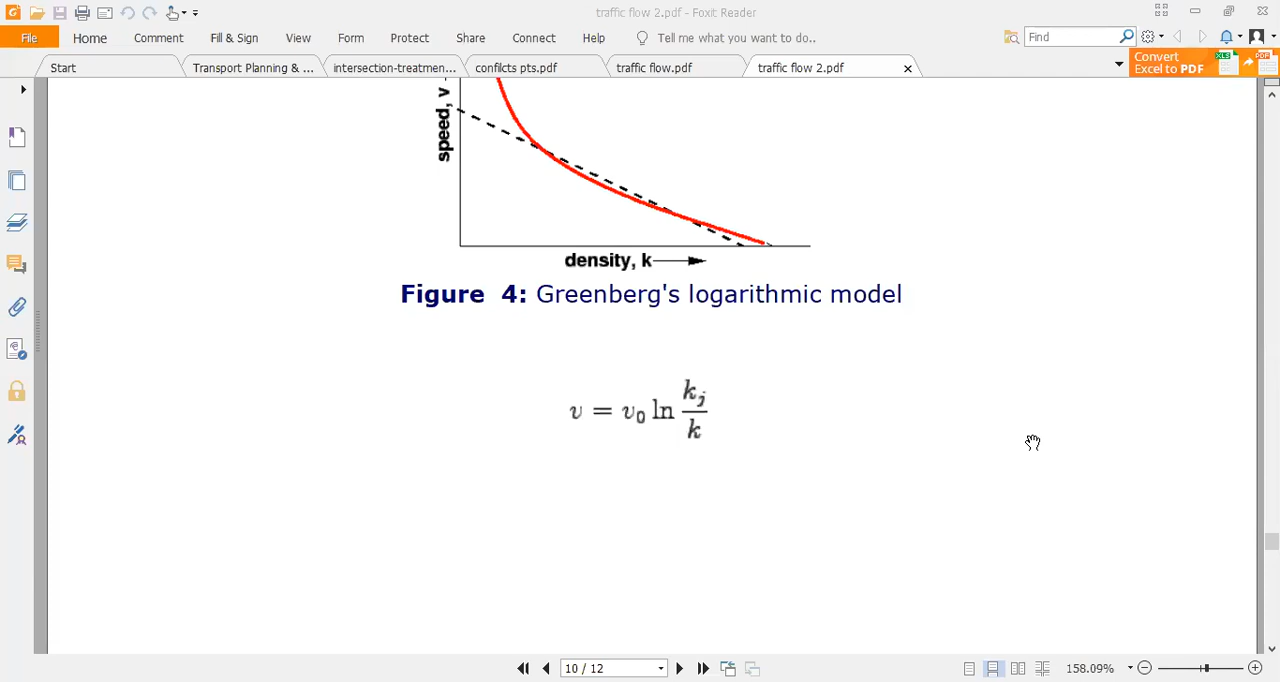 traffic flow 2.pdf - Foxit Reader
File Home Comment Fill & Sign View Form Protect Share Connect Help Tell me what you want to do.. Find
Start Transport Planning & ... intersection-treatmen... conflicts pts.pdf traffic flow.pdf traffic flow 2.pdf
Convert
Excel to PDF
XLS
PDF
speed, v
density, k
Figure 4: Greenberg's logarithmic model
v = v₀ ln k_j/k
10 / 12 158.09%